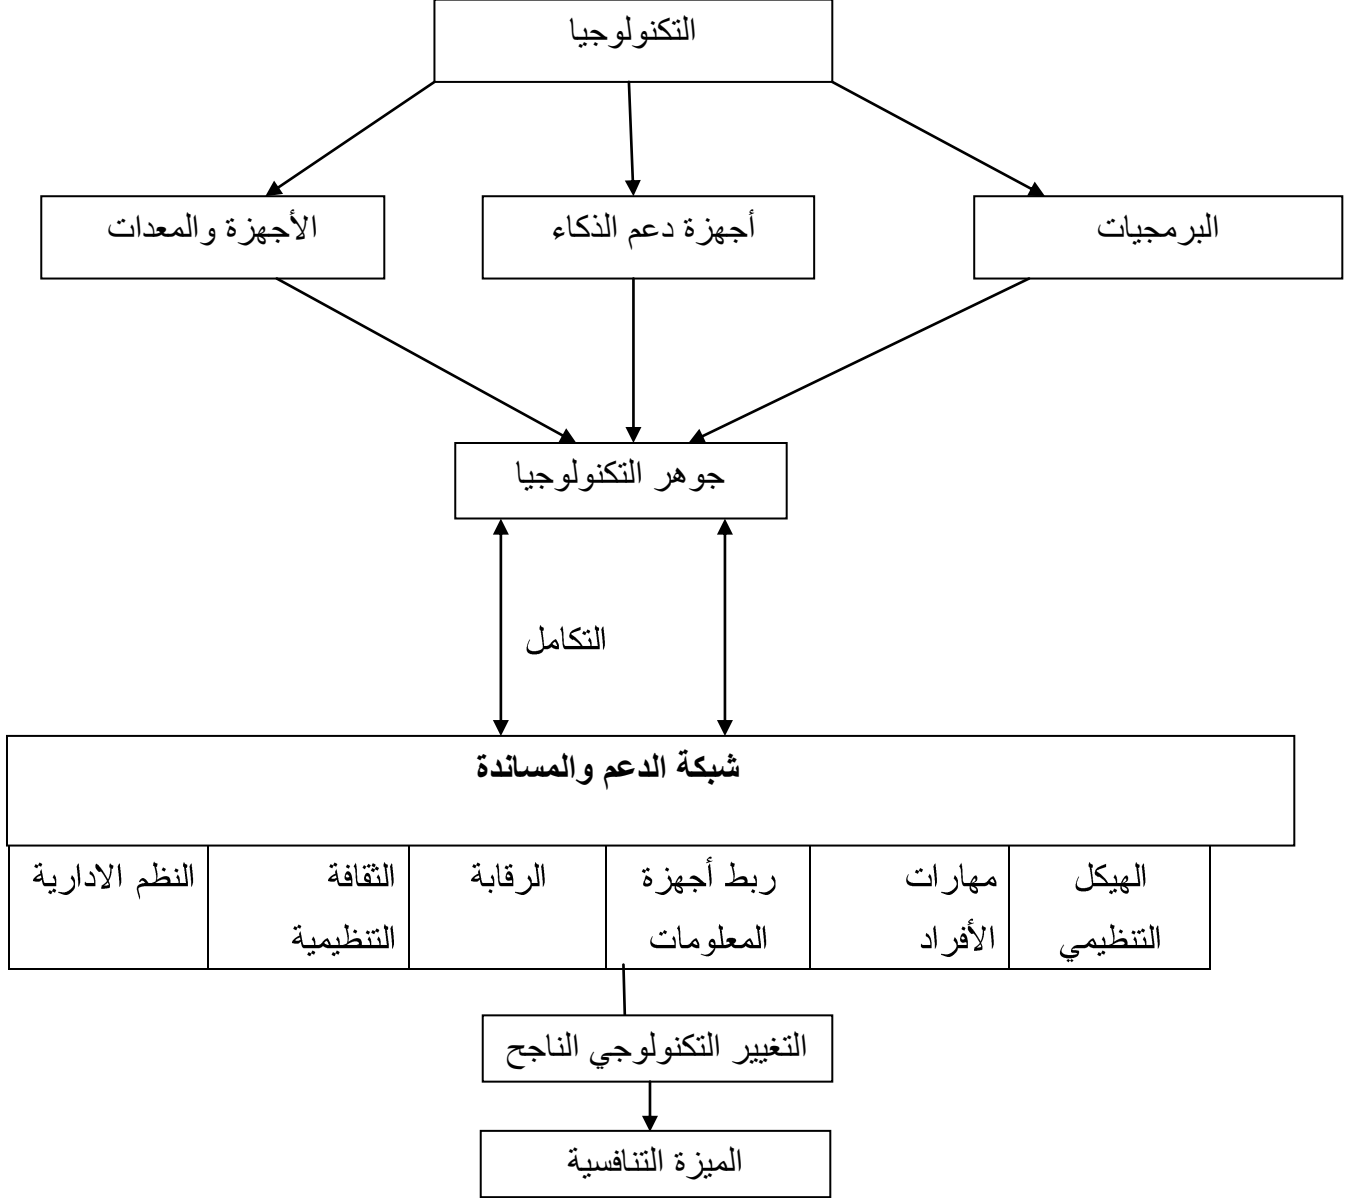 التكنولوجيا
البرمجيات
أجهزة دعم الذكاء
الأجهزة والمعدات
جوهر التكنولوجيا
التكامل
شبكة الدعم والمساندة
الهيكل
التنظيمي
مهارات
الأفراد
ربط أجهزة
المعلومات
الرقابة
الثقافة
التنظيمية
النظم الادارية
التغيير التكنولوجي الناجح
الميزة التنافسية